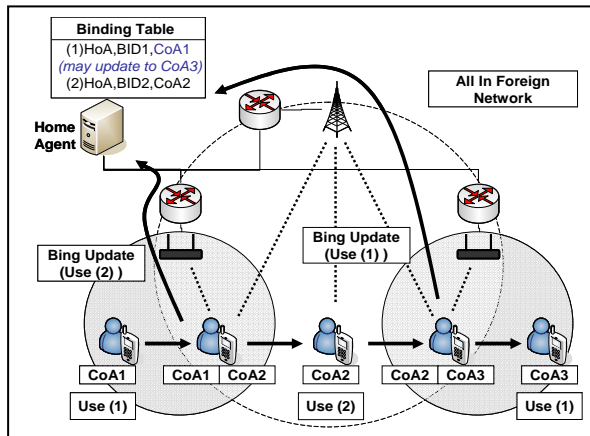 Binding Table
(1)HoA,BID1,CoA1
(may update to CoA3)
(2)HoA,BID2,CoA2
All In Foreign
Network
Home
Agent
Bing Update
(Use (2) )
Bing Update
(Use (1) )
CoA1
CoA1
CoA2
CoA2
CoA2
CoA3
CoA3
Use (1)
Use (2)
Use (1)